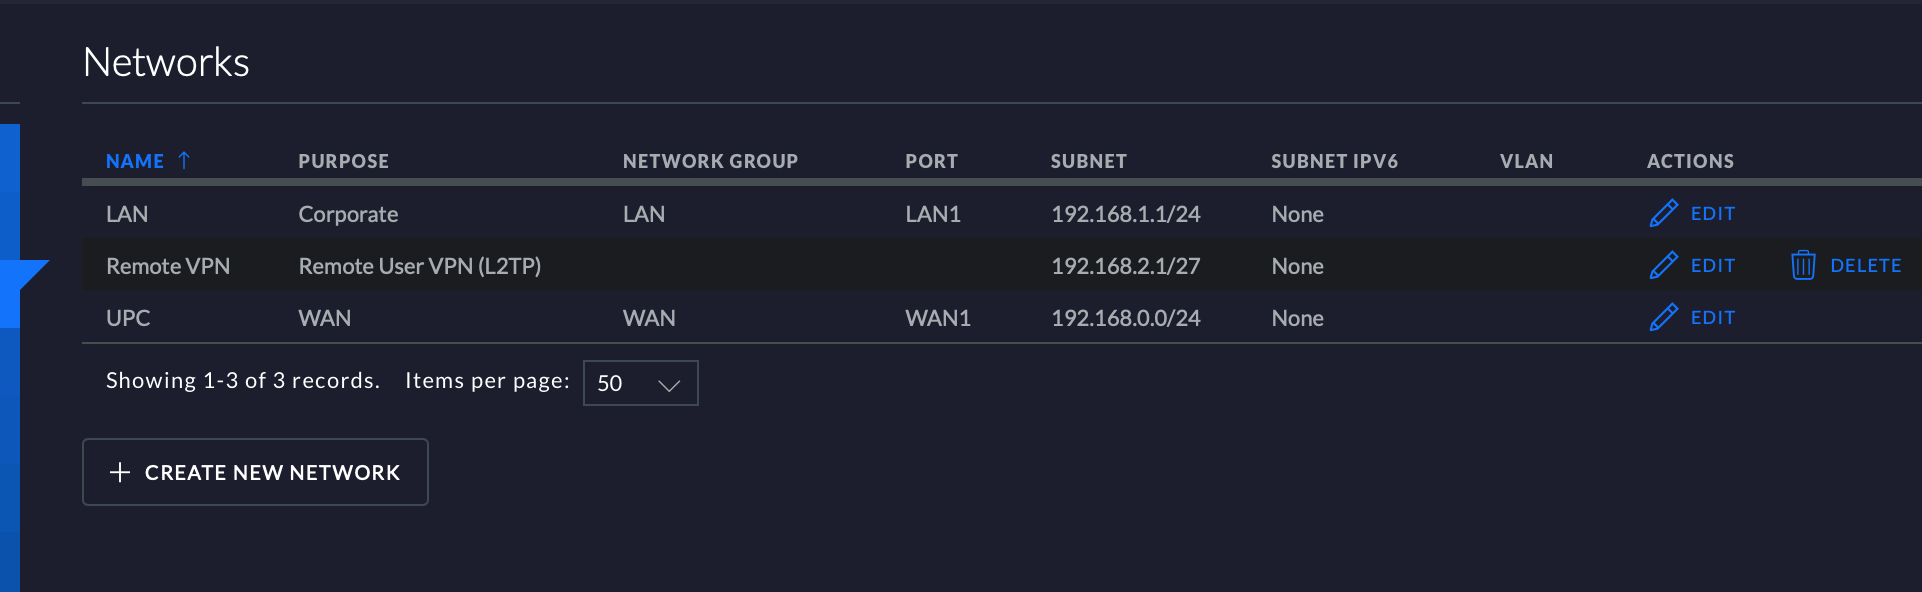 Networks
NAME ↑ PURPOSE NETWORK GROUP PORT SUBNET SUBNET IPV6 VLAN ACTIONS
LAN Corporate LAN LAN1 192.168.1.1/24 None EDIT
Remote VPN Remote User VPN (L2TP) 192.168.2.1/27 None EDIT DELETE
UPC WAN WAN WAN1 192.168.0.0/24 None EDIT
Showing 1-3 of 3 records. Items per page: 50
+ CREATE NEW NETWORK